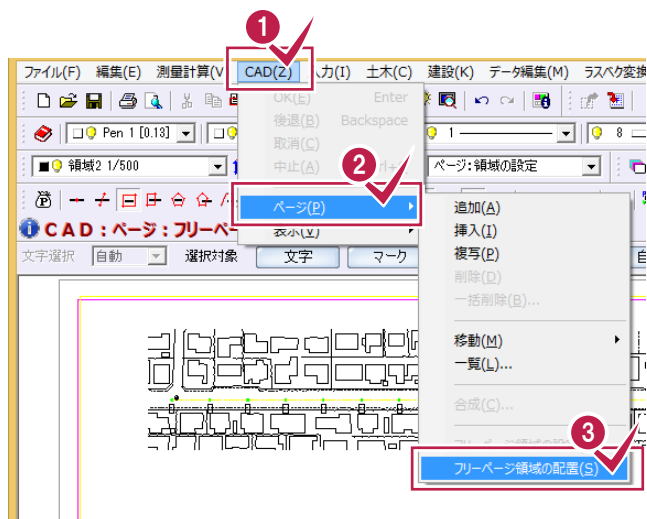 1
ファイル(F) 編集(E) 測量計算(V CAD(Z) 入力(I) 土木(C) 建設(K) データ編集(M) ラスベク変換
OK(E) Enter
後退(B) Backspace
Pen 1 [0.13] 1 8
取消(C)
中止(A)
2
領域2 1/500 ページ:領域の設定
ページ(P)
追加(A)
CAD:ページ:フリーペー
表示(V)
挿入(I)
文字選択 自動 選択対象 文字 マーク
複写(P)
削除(D)
一括削除(B)...
移動(M)
一覧(L)...
合成(C)...
3
フリーページ領域の配置(S)